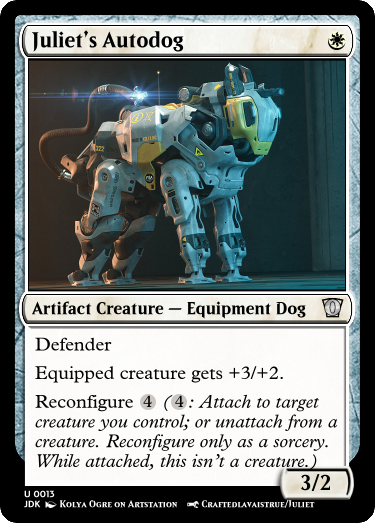 Juliet's Autodog
Artifact Creature — Equipment Dog
Defender
Equipped creature gets +3/+2.
Reconfigure 4 (4: Attach to target
creature you control; or unattach from a
creature. Reconfigure only as a sorcery.
While attached, this isn't a creature.)
3/2
U 0013
JDK Kolya Ogre on Artstation Craftedlavaistrue/Juliet